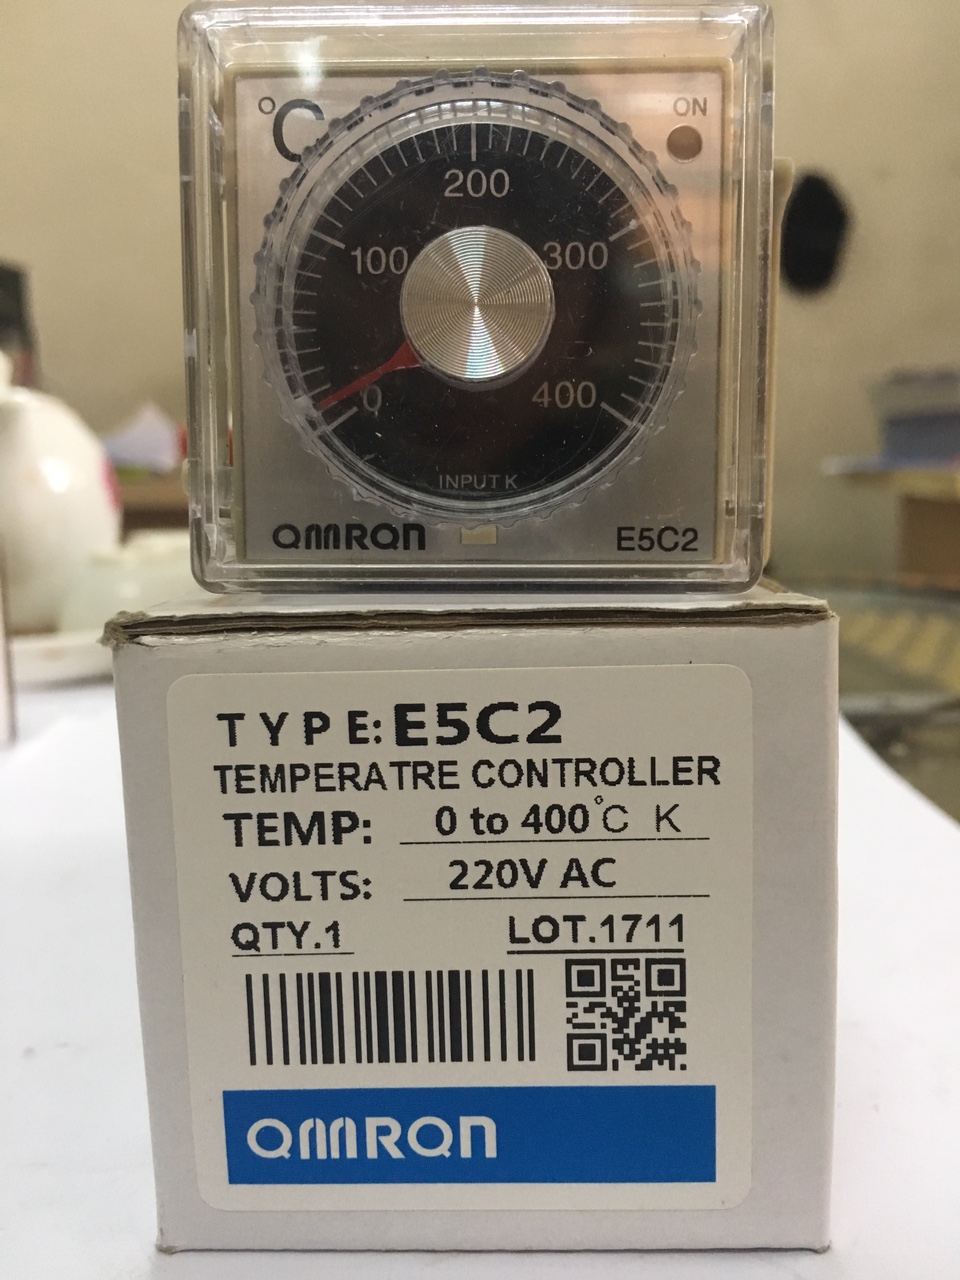 °C
ON
200
100
300
0
400
INPUT K
OMRON
E5C2
TYPE: E5C2
TEMPERATRE CONTROLLER
TEMP: 0 to 400°C K
VOLTS: 220V AC
QTY.1 LOT.1711
OMRON